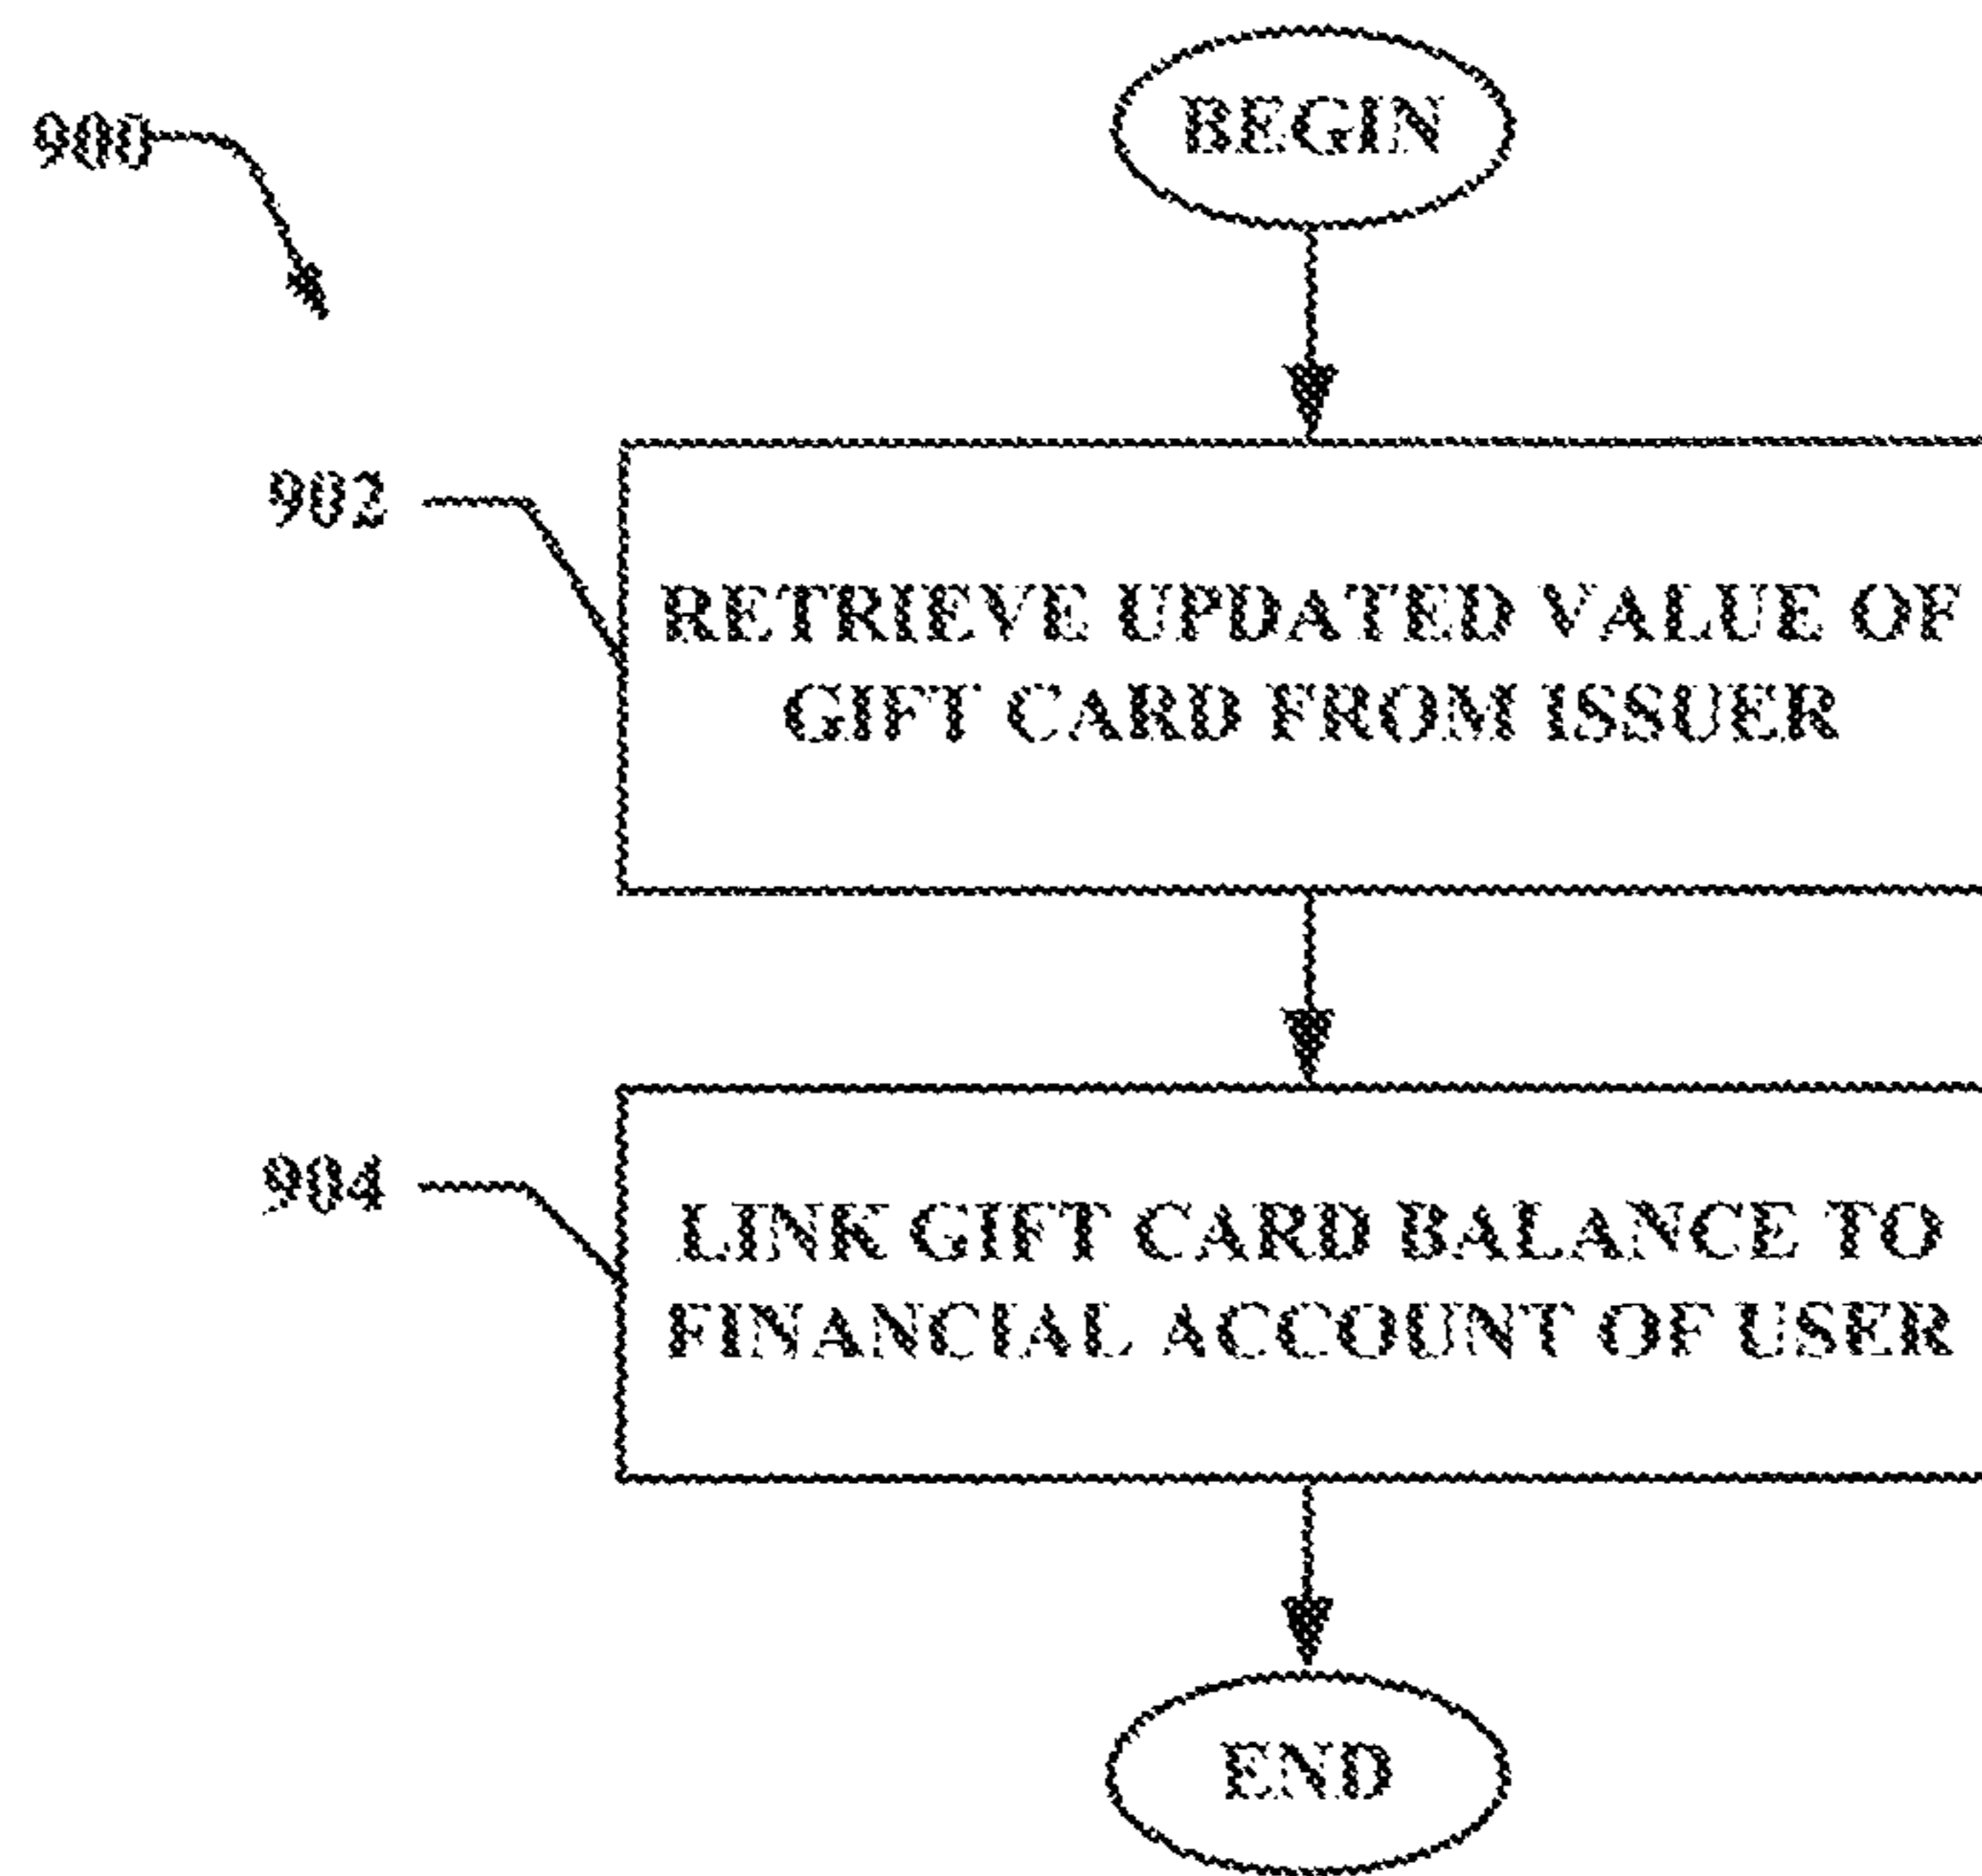 900
BEGIN
902
RETRIEVE UPDATED VALUE OF
GIFT CARD FROM ISSUER
904
LINK GIFT CARD BALANCE TO
FINANCIAL ACCOUNT OF USER
END